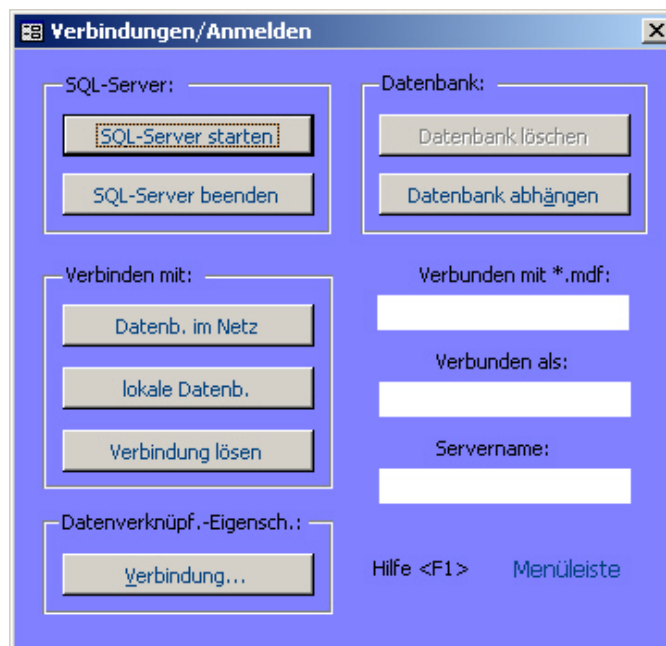 Verbindungen/Anmelden
SQL-Server:
SQL-Server starten
SQL-Server beenden
Datenbank:
Datenbank löschen
Datenbank abhängen
Verbinden mit:
Datenb. im Netz
lokale Datenb.
Verbindung lösen
Verbunden mit *.mdf:
Verbunden als:
Servername:
Datenverknüpf.-Eigensch.:
Verbindung...
Hilfe <F1>
Menüleiste